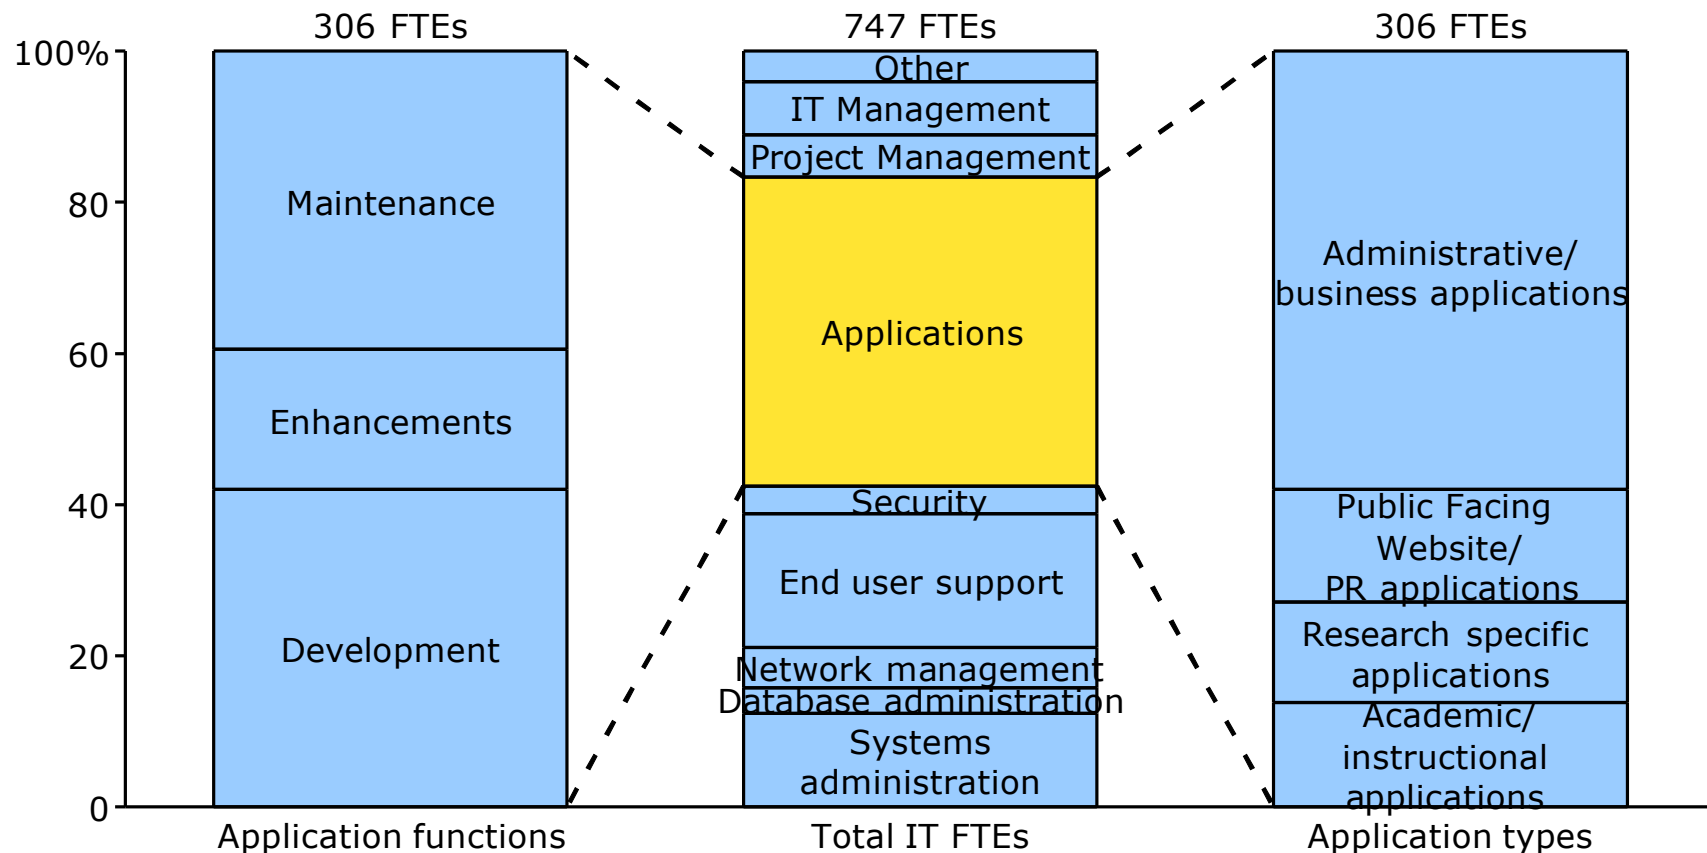 306 FTEs
747 FTEs
306 FTEs
100%
80
60
40
20
0
Maintenance
Enhancements
Development
Other
IT Management
Project Management
Applications
Security
End user support
Network management
Database administration
Systems
administration
Administrative/
business applications
Public Facing
Website/
PR applications
Research specific
applications
Academic/
instructional
applications
Application functions
Total IT FTEs
Application types